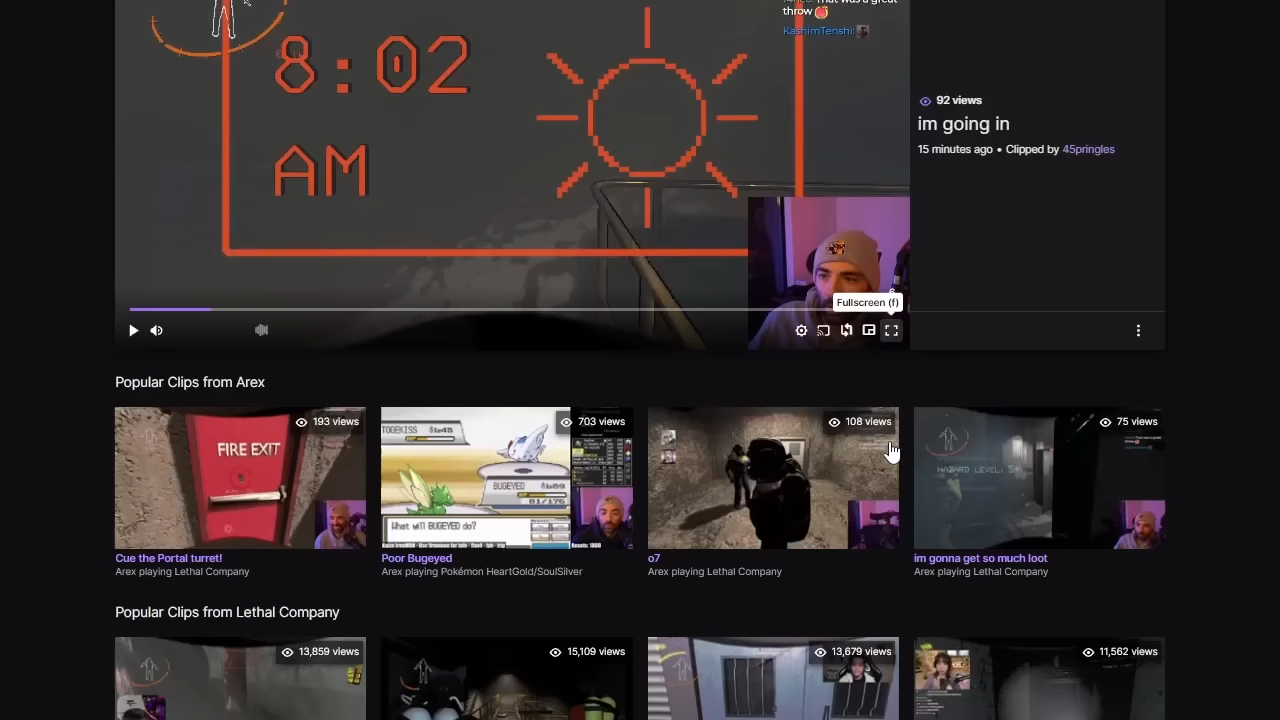 throw
KashimTenshi:
8:02
AM
92 views
im going in
15 minutes ago • Clipped by 45pringles
Fullscreen (f)
Popular Clips from Arex
193 views
FIRE EXIT
703 views
TOGEKISS
BUGEYED
What will BUGEYED do?
108 views
75 views
HAZARD LEVEL:
Cue the Portal turret!
Arex playing Lethal Company
Poor Bugeyed
Arex playing Pokémon HeartGold/SoulSilver
o7
Arex playing Lethal Company
im gonna get so much loot
Arex playing Lethal Company
Popular Clips from Lethal Company
13,859 views
15,109 views
13,679 views
11,562 views